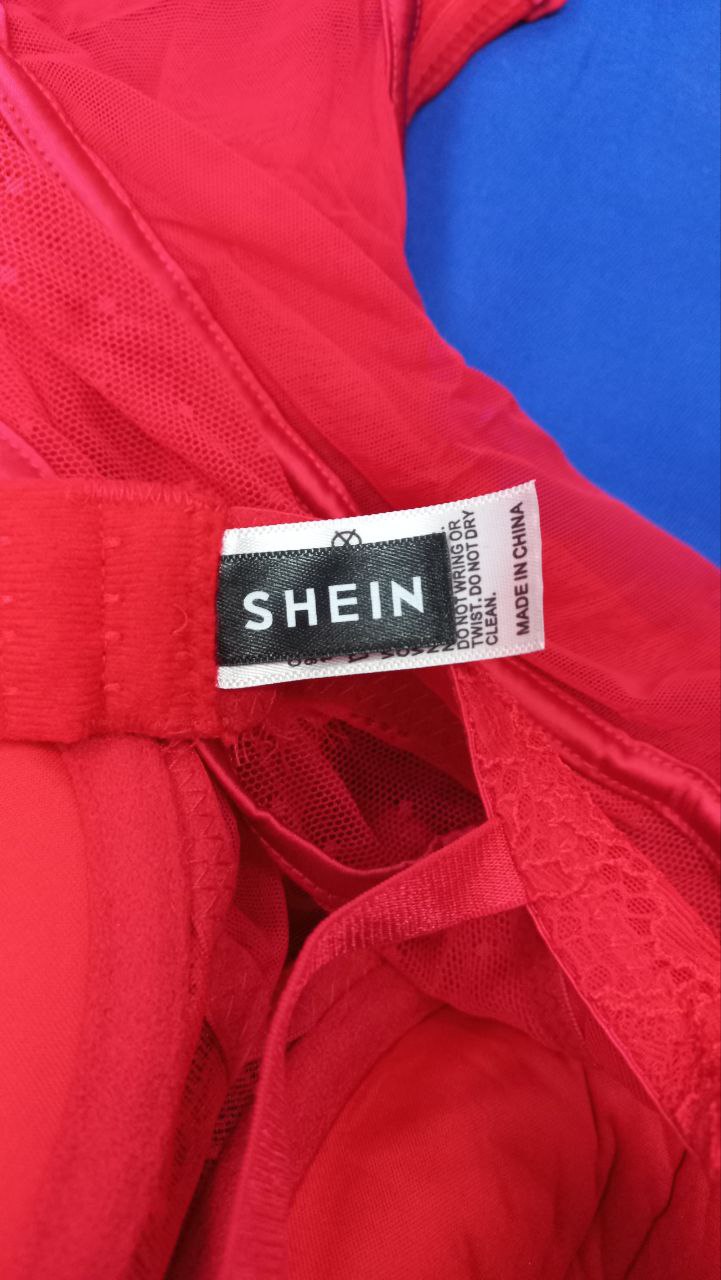 SHEIN
DO NOT WRING OR
TWIST. DO NOT DRY
CLEAN.
MADE IN CHINA